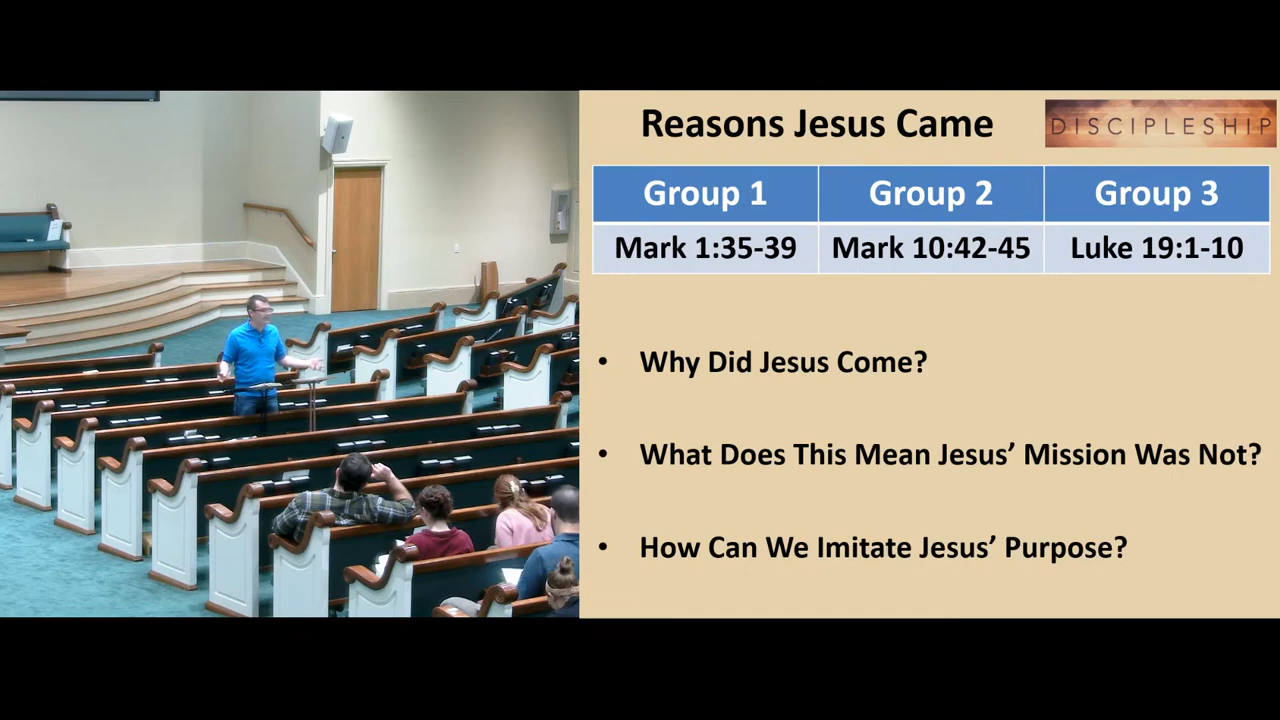 Reasons Jesus Came
DISCIPLESHIP
Group 1 Group 2 Group 3
Mark 1:35-39 Mark 10:42-45 Luke 19:1-10
• Why Did Jesus Come?
• What Does This Mean Jesus’ Mission Was Not?
• How Can We Imitate Jesus’ Purpose?